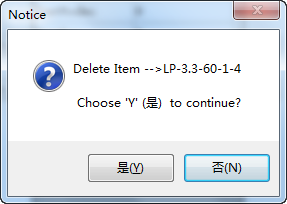 Notice
Delete Item -->LP-3.3-60-1-4
Choose 'Y' (是)  to continue?
是(Y)
否(N)